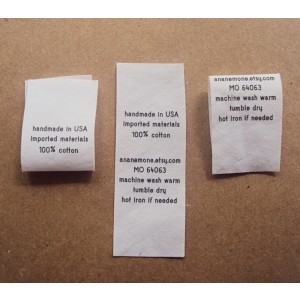 handmade in USA
imported materials
100% cotton
handmade in USA
imported materials
100% cotton
ananemone.etsy.com
MO 64063
machine wash warm
tumble dry
hot iron if needed
ananemone.etsy.com
MO 64063
machine wash warm
tumble dry
hot iron if needed